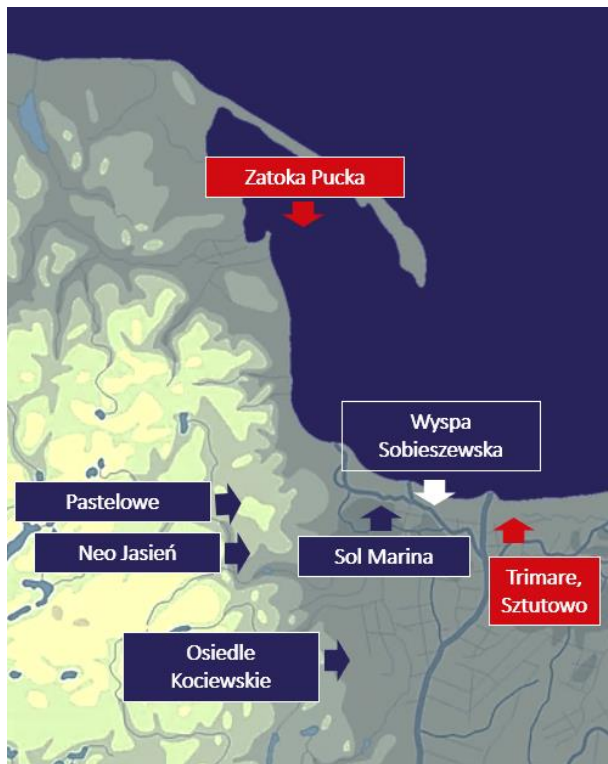 Zatoka Pucka
Wyspa
Sobieszewska
Pastelowe
Neo Jasień
Sol Marina
Trimare,
Sztutowo
Osiedle
Kociewskie